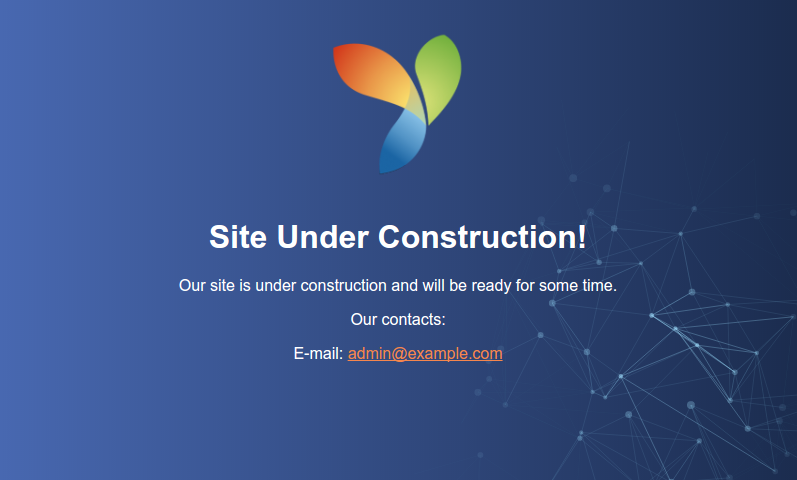 Site Under Construction!
Our site is under construction and will be ready for some time.
Our contacts:
E-mail: admin@example.com